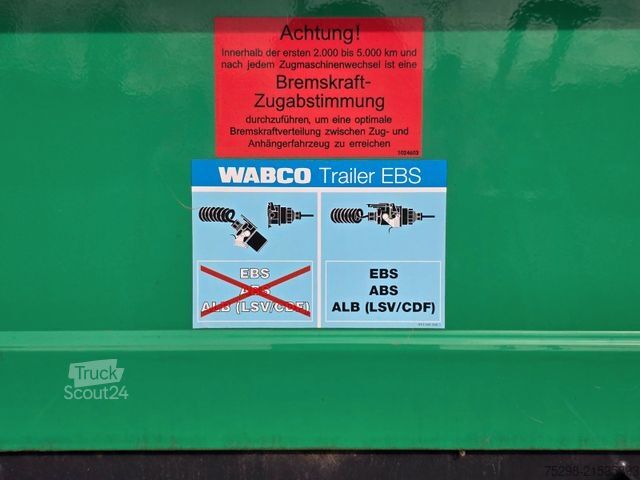 Achtung!
Innerhalb der ersten 2.000 bis 5.000 km und
nach jedem Zugmaschinenwechsel ist eine
Bremskraft-
Zugabstimmung
durchzuführen, um eine optimale
Bremskraftverteilung zwischen Zug- und
Anhängerfahrzeug zu erreichen
1024603
WABCO Trailer EBS
EBS
ABS
ALB (LSV/CDF)
EBS
ABS
ALB (LSV/CDF)
Truck
Scout24